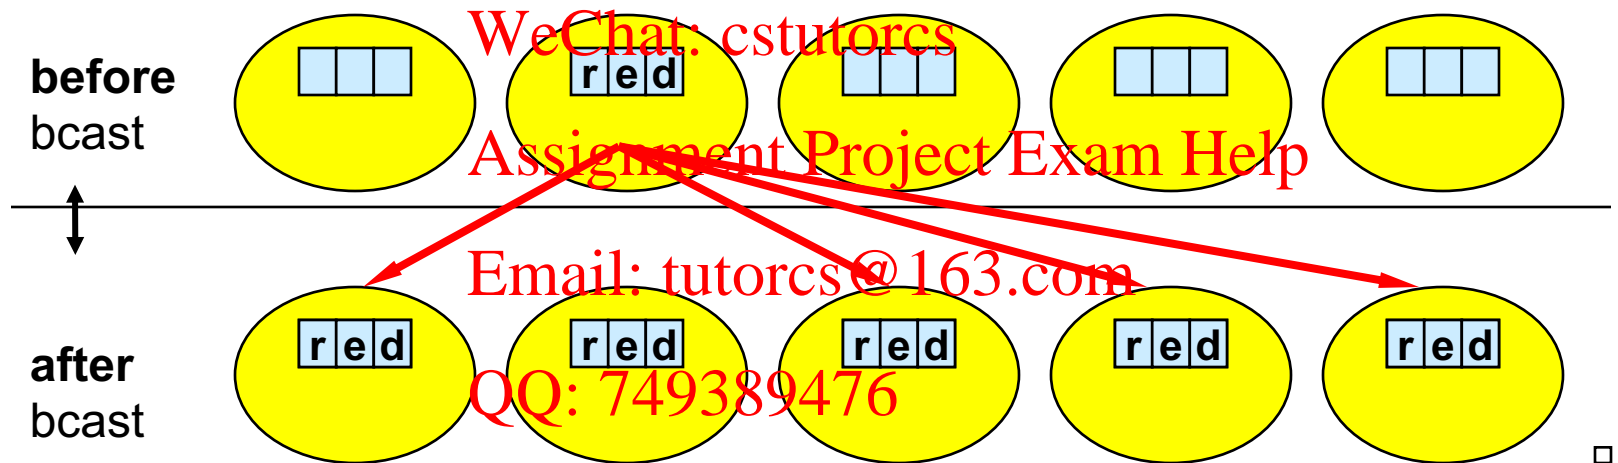 WeChat: cstutorcs
before
bcast
r e d
Assignment Project Exam Help
Email: tutorcs@163.com
after
bcast
r e d
r e d
r e d
r e d
r e d
QQ: 749389476